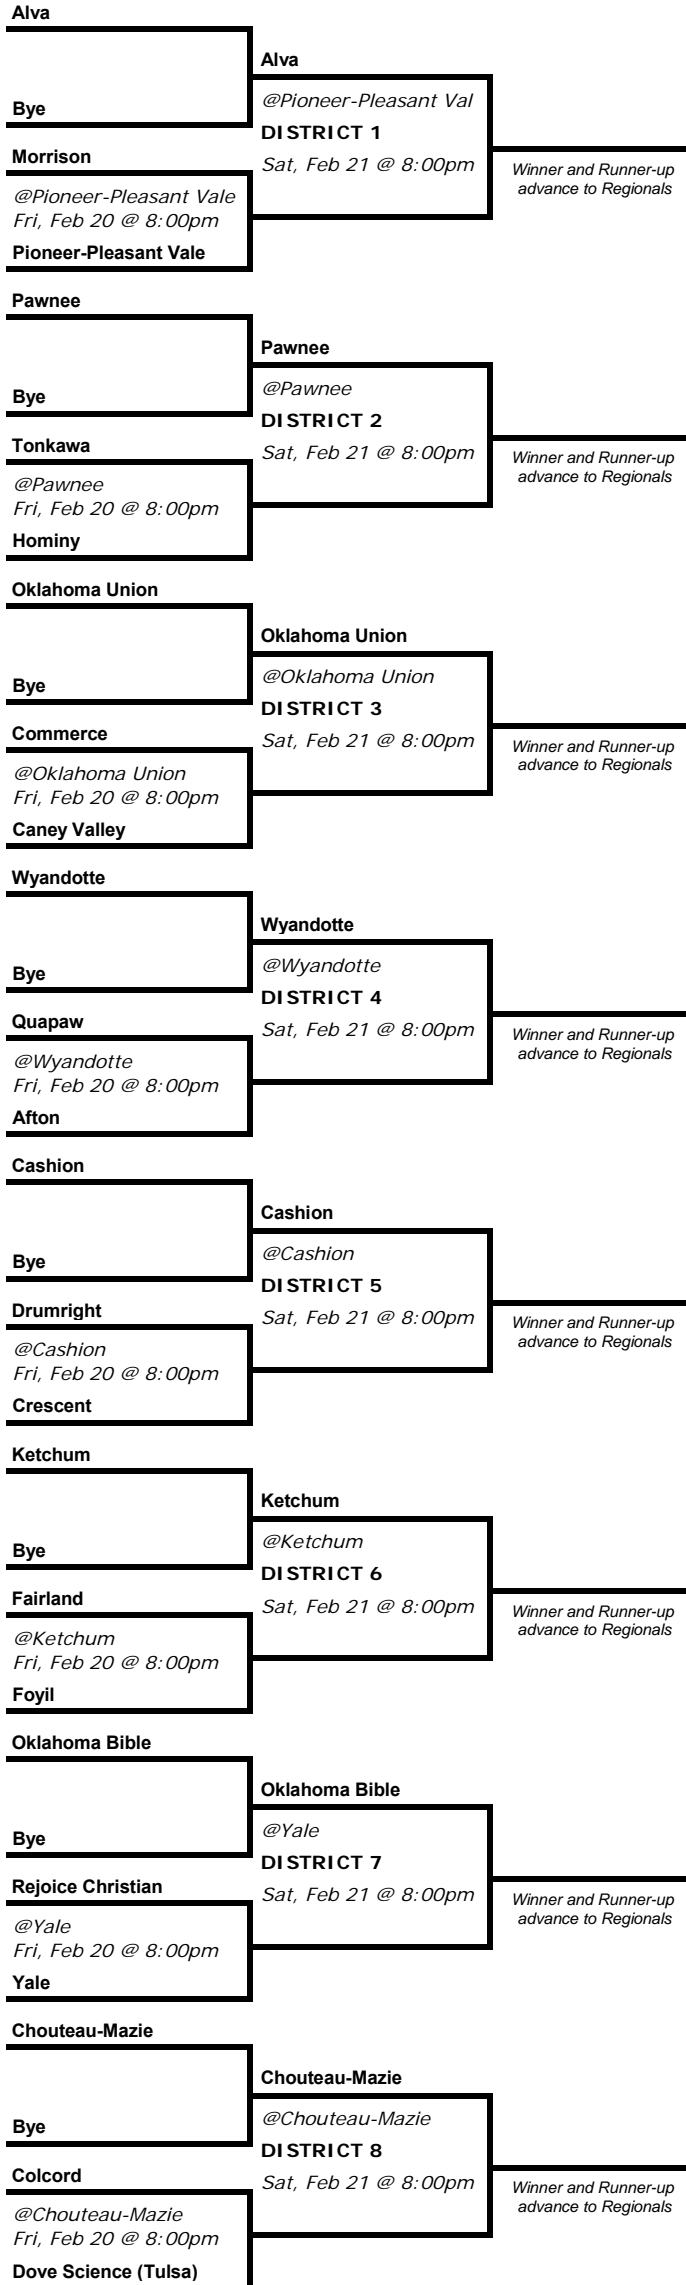 Alva
Alva
@Pioneer-Pleasant Val
Bye
DISTRICT 1
Morrison
Sat, Feb 21 @ 8:00pm
Winner and Runner-up
advance to Regionals
@Pioneer-Pleasant Vale
Fri, Feb 20 @ 8:00pm
Pioneer-Pleasant Vale
Pawnee
Pawnee
@Pawnee
Bye
DISTRICT 2
Tonkawa
Sat, Feb 21 @ 8:00pm
Winner and Runner-up
advance to Regionals
@Pawnee
Fri, Feb 20 @ 8:00pm
Hominy
Oklahoma Union
Oklahoma Union
@Oklahoma Union
Bye
DISTRICT 3
Commerce
Sat, Feb 21 @ 8:00pm
Winner and Runner-up
advance to Regionals
@Oklahoma Union
Fri, Feb 20 @ 8:00pm
Caney Valley
Wyandotte
Wyandotte
@Wyandotte
Bye
DISTRICT 4
Quapaw
Sat, Feb 21 @ 8:00pm
Winner and Runner-up
advance to Regionals
@Wyandotte
Fri, Feb 20 @ 8:00pm
Afton
Cashion
Cashion
@Cashion
Bye
DISTRICT 5
Drumright
Sat, Feb 21 @ 8:00pm
Winner and Runner-up
advance to Regionals
@Cashion
Fri, Feb 20 @ 8:00pm
Crescent
Ketchum
Ketchum
@Ketchum
Bye
DISTRICT 6
Fairland
Sat, Feb 21 @ 8:00pm
Winner and Runner-up
advance to Regionals
@Ketchum
Fri, Feb 20 @ 8:00pm
Foyil
Oklahoma Bible
Oklahoma Bible
@Yale
Bye
DISTRICT 7
Rejoice Christian
Sat, Feb 21 @ 8:00pm
Winner and Runner-up
advance to Regionals
@Yale
Fri, Feb 20 @ 8:00pm
Yale
Chouteau-Mazie
Chouteau-Mazie
@Chouteau-Mazie
Bye
DISTRICT 8
Colcord
Sat, Feb 21 @ 8:00pm
Winner and Runner-up
advance to Regionals
@Chouteau-Mazie
Fri, Feb 20 @ 8:00pm
Dove Science (Tulsa)